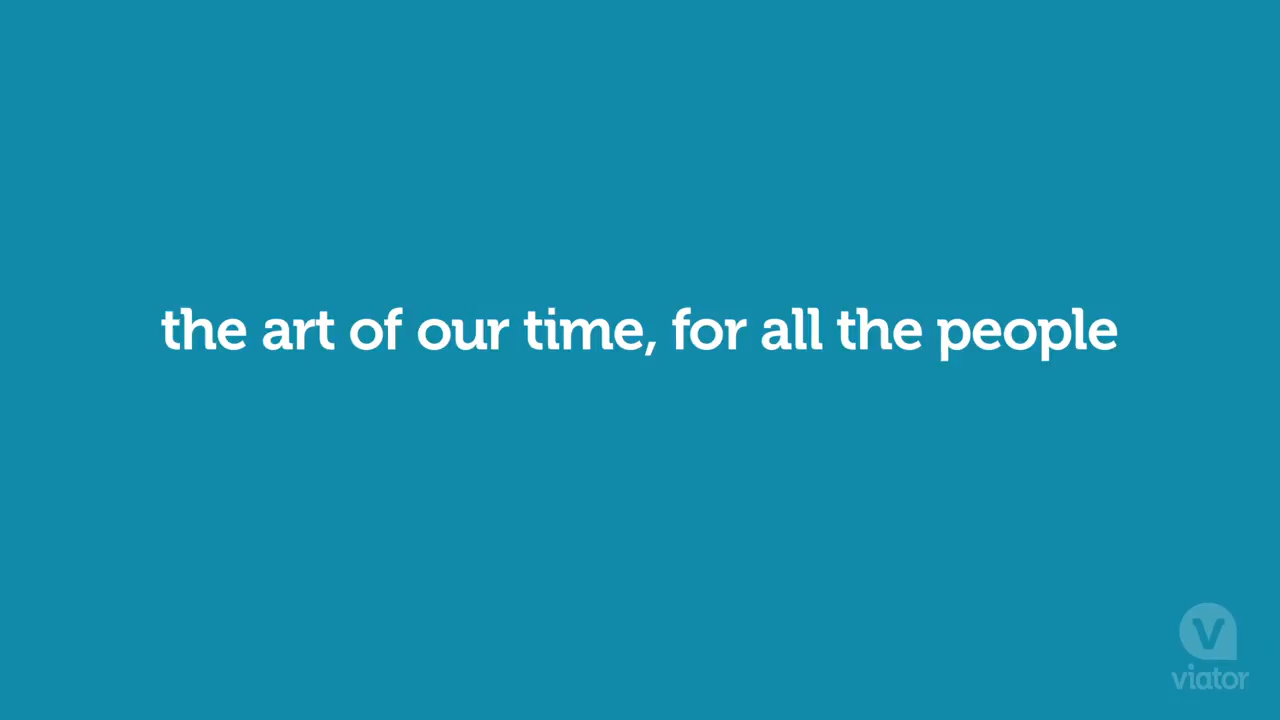 the art of our time, for all the people
V
viator